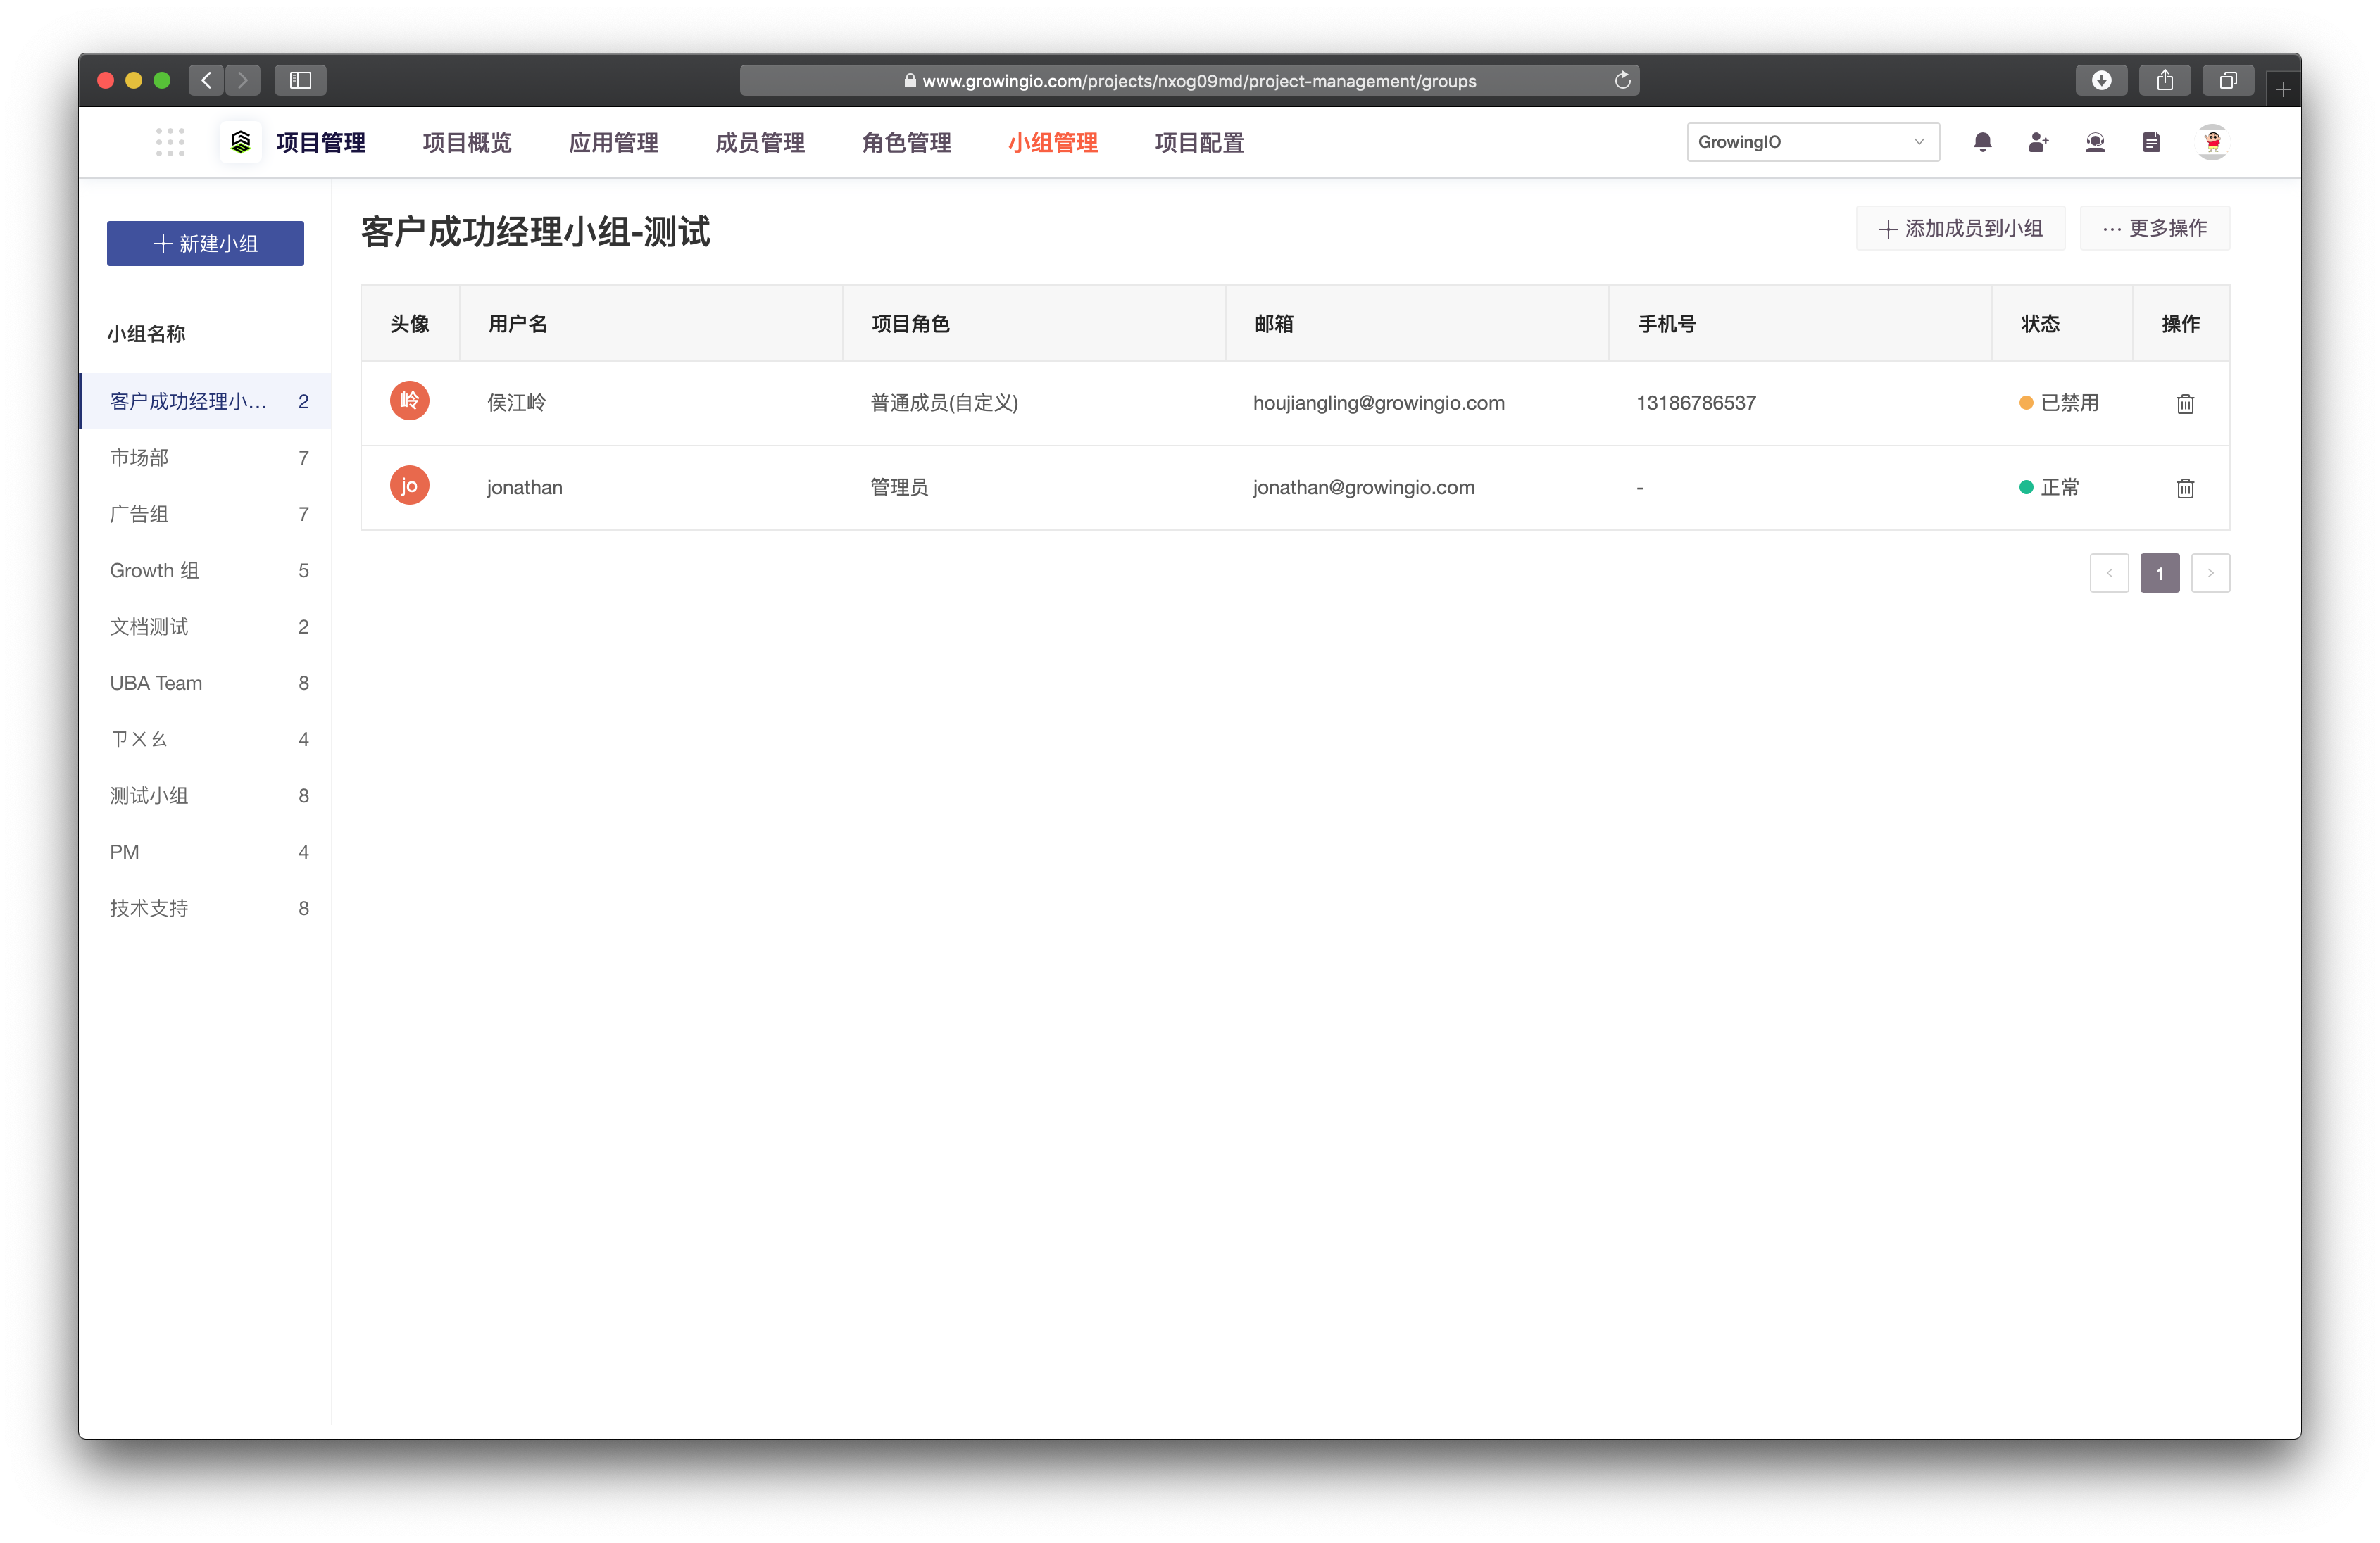 www.growingio.com/projects/nxog09md/project-management/groups
项目管理 项目概览 应用管理 成员管理 角色管理 小组管理 项目配置 GrowingIO
新建小组
小组名称
客户成功经理小... 2
市场部 7
广告组 7
Growth 组 5
文档测试 2
UBA Team 8
ㄗㄨㄠ 4
测试小组 8
PM 4
技术支持 8
客户成功经理小组-测试
添加成员到小组 ··· 更多操作
头像 用户名 项目角色 邮箱 手机号 状态 操作
岭 侯江岭 普通成员(自定义) houjiangling@growingio.com 13186786537 已禁用
jo jonathan 管理员 jonathan@growingio.com - 正常
< 1 >